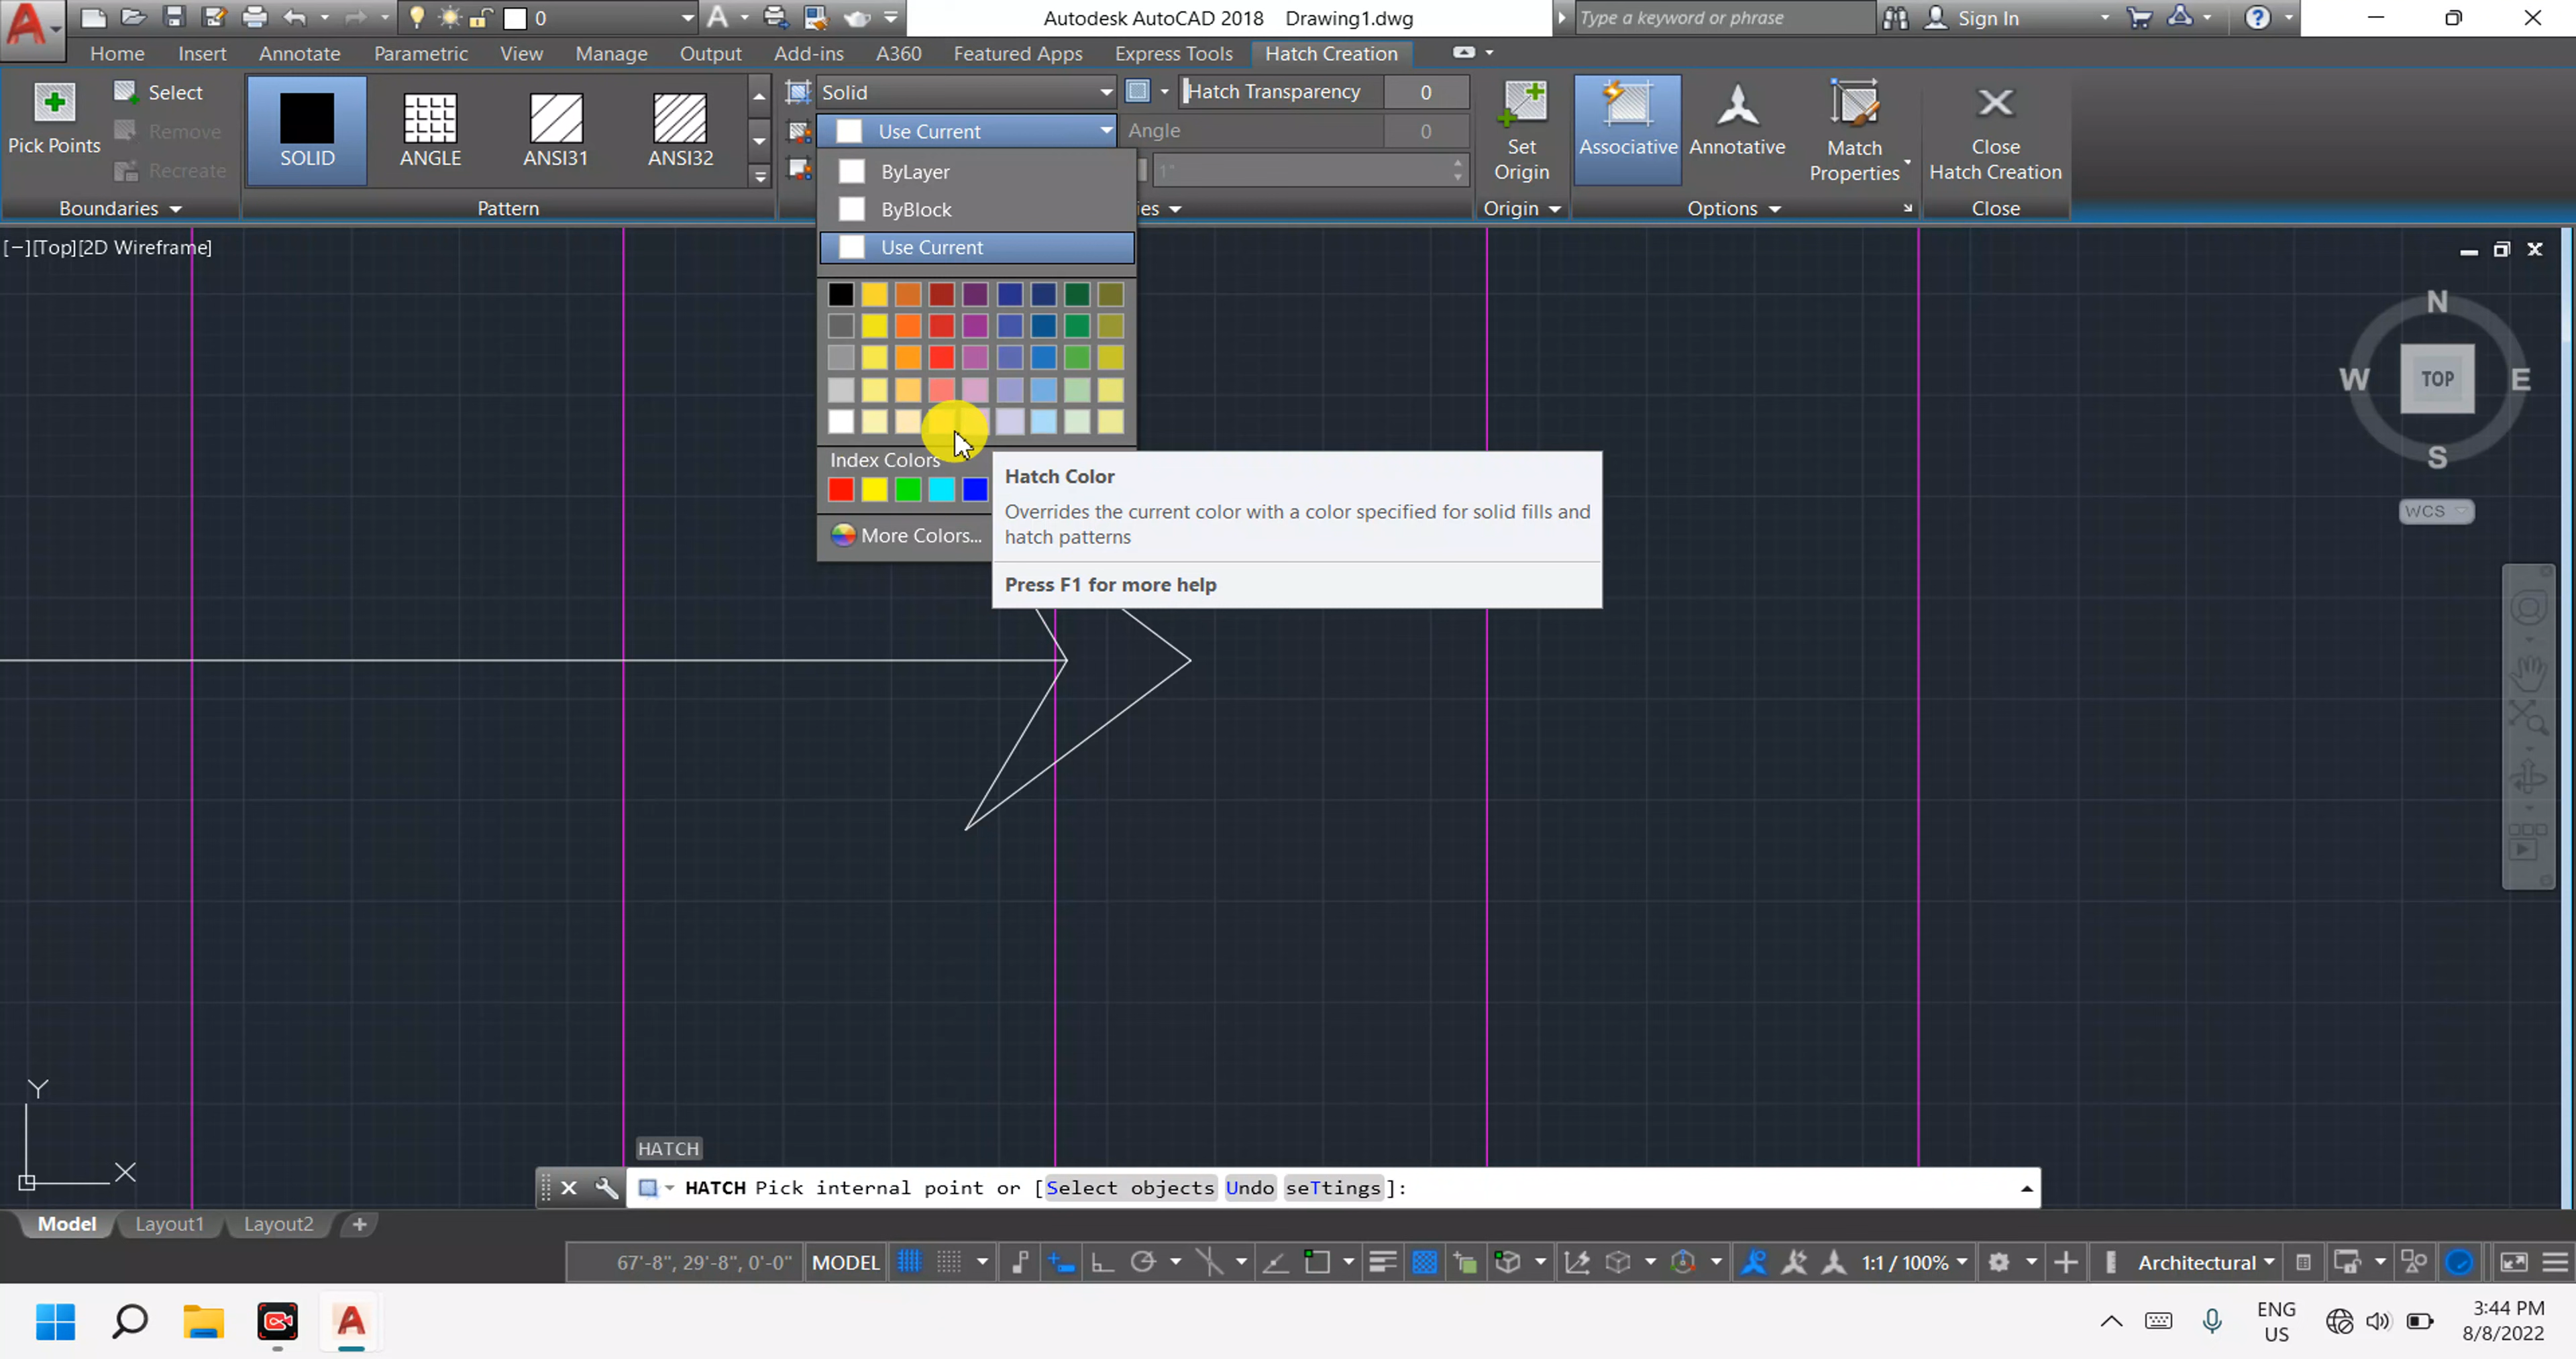 0 A Autodesk AutoCAD 2018 Drawing1.dwg Type a keyword or phrase Sign In
Home Insert Annotate Parametric View Manage Output Add-ins A360 Featured Apps Express Tools Hatch Creation
Pick Points Select Remove Recreate
SOLID ANGLE ANSI31 ANSI32
Solid Hatch Transparency 0
Use Current Angle 0
1"
Set Origin Associative Annotative Match Properties Close Hatch Creation
Boundaries Pattern ies Origin Options Close
ByLayer
ByBlock
Use Current
[−][Top][2D Wireframe]
N
W TOP E
S
WCS
Index Colors
More Colors...
Hatch Color
Overrides the current color with a color specified for solid fills and
hatch patterns
Press F1 for more help
Y
X
HATCH
HATCH Pick internal point or [Select objects Undo seTtings]:
Model Layout1 Layout2 +
67'-8", 29'-8", 0'-0" MODEL 1:1 / 100% Architectural
ENG 3:44 PM
US 8/8/2022